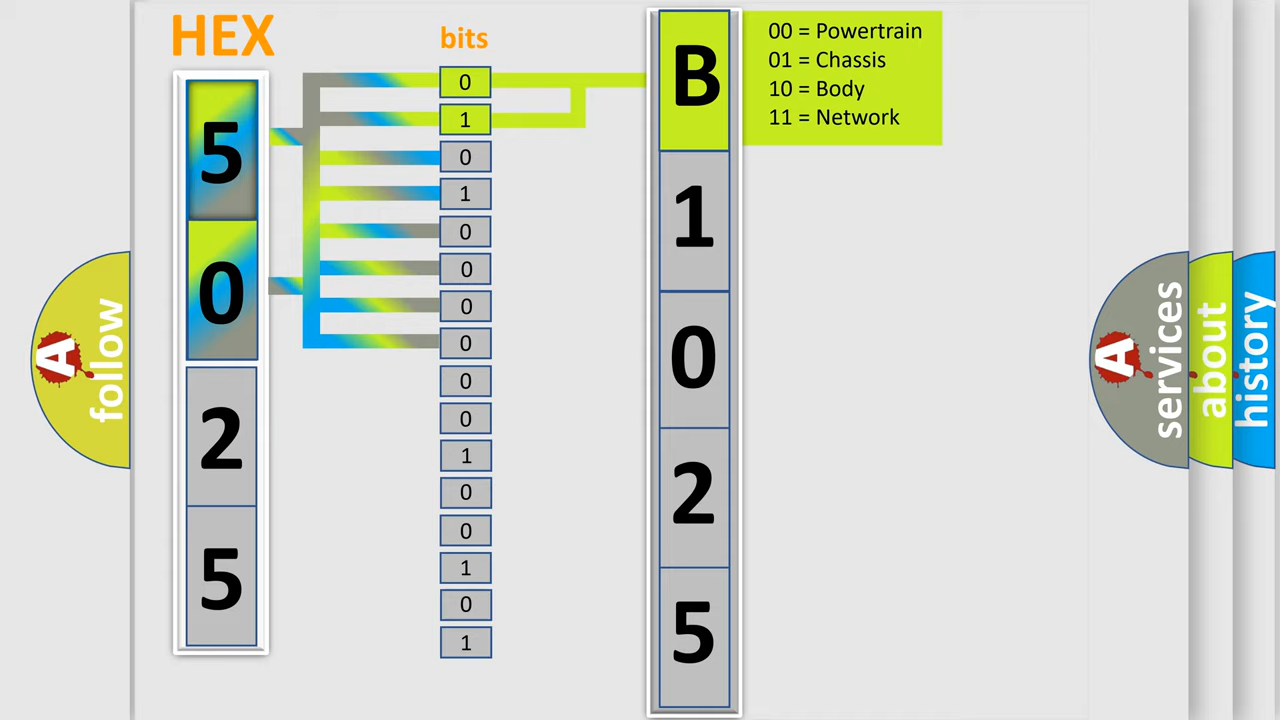 HEX
bits
5
0
2
5
0
1
0
1
0
0
0
0
0
0
1
0
0
1
0
1
B
1
0
2
5
00 = Powertrain
01 = Chassis
10 = Body
11 = Network
A
follow
A
services
about
history